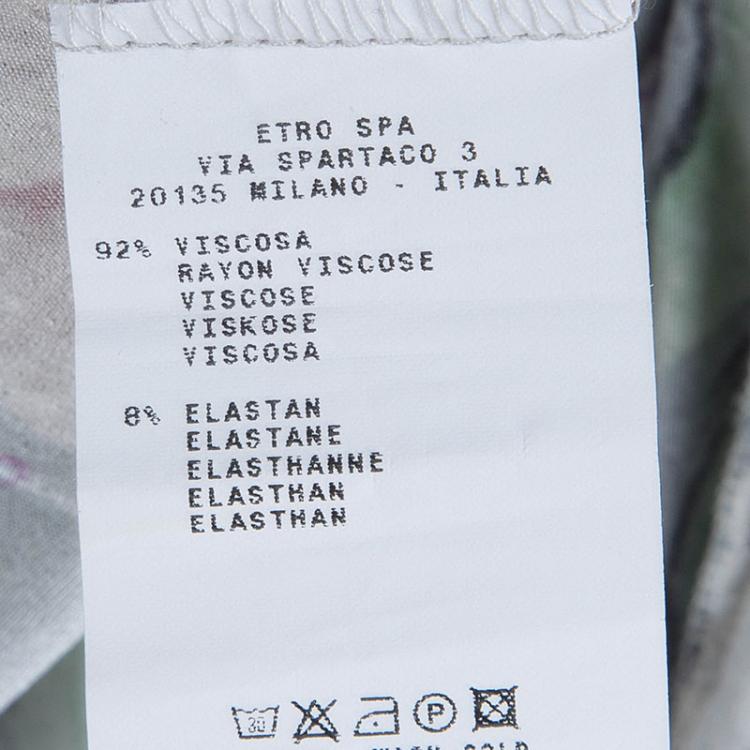 ETRO SPA
VIA SPARTACO 3
20135 MILANO - ITALIA
92% VISCOSA
RAYON VISCOSE
VISCOSE
VISKOSE
VISCOSA
8% ELASTAN
ELASTANE
ELASTHANNE
ELASTHAN
ELASTHAN
30
P